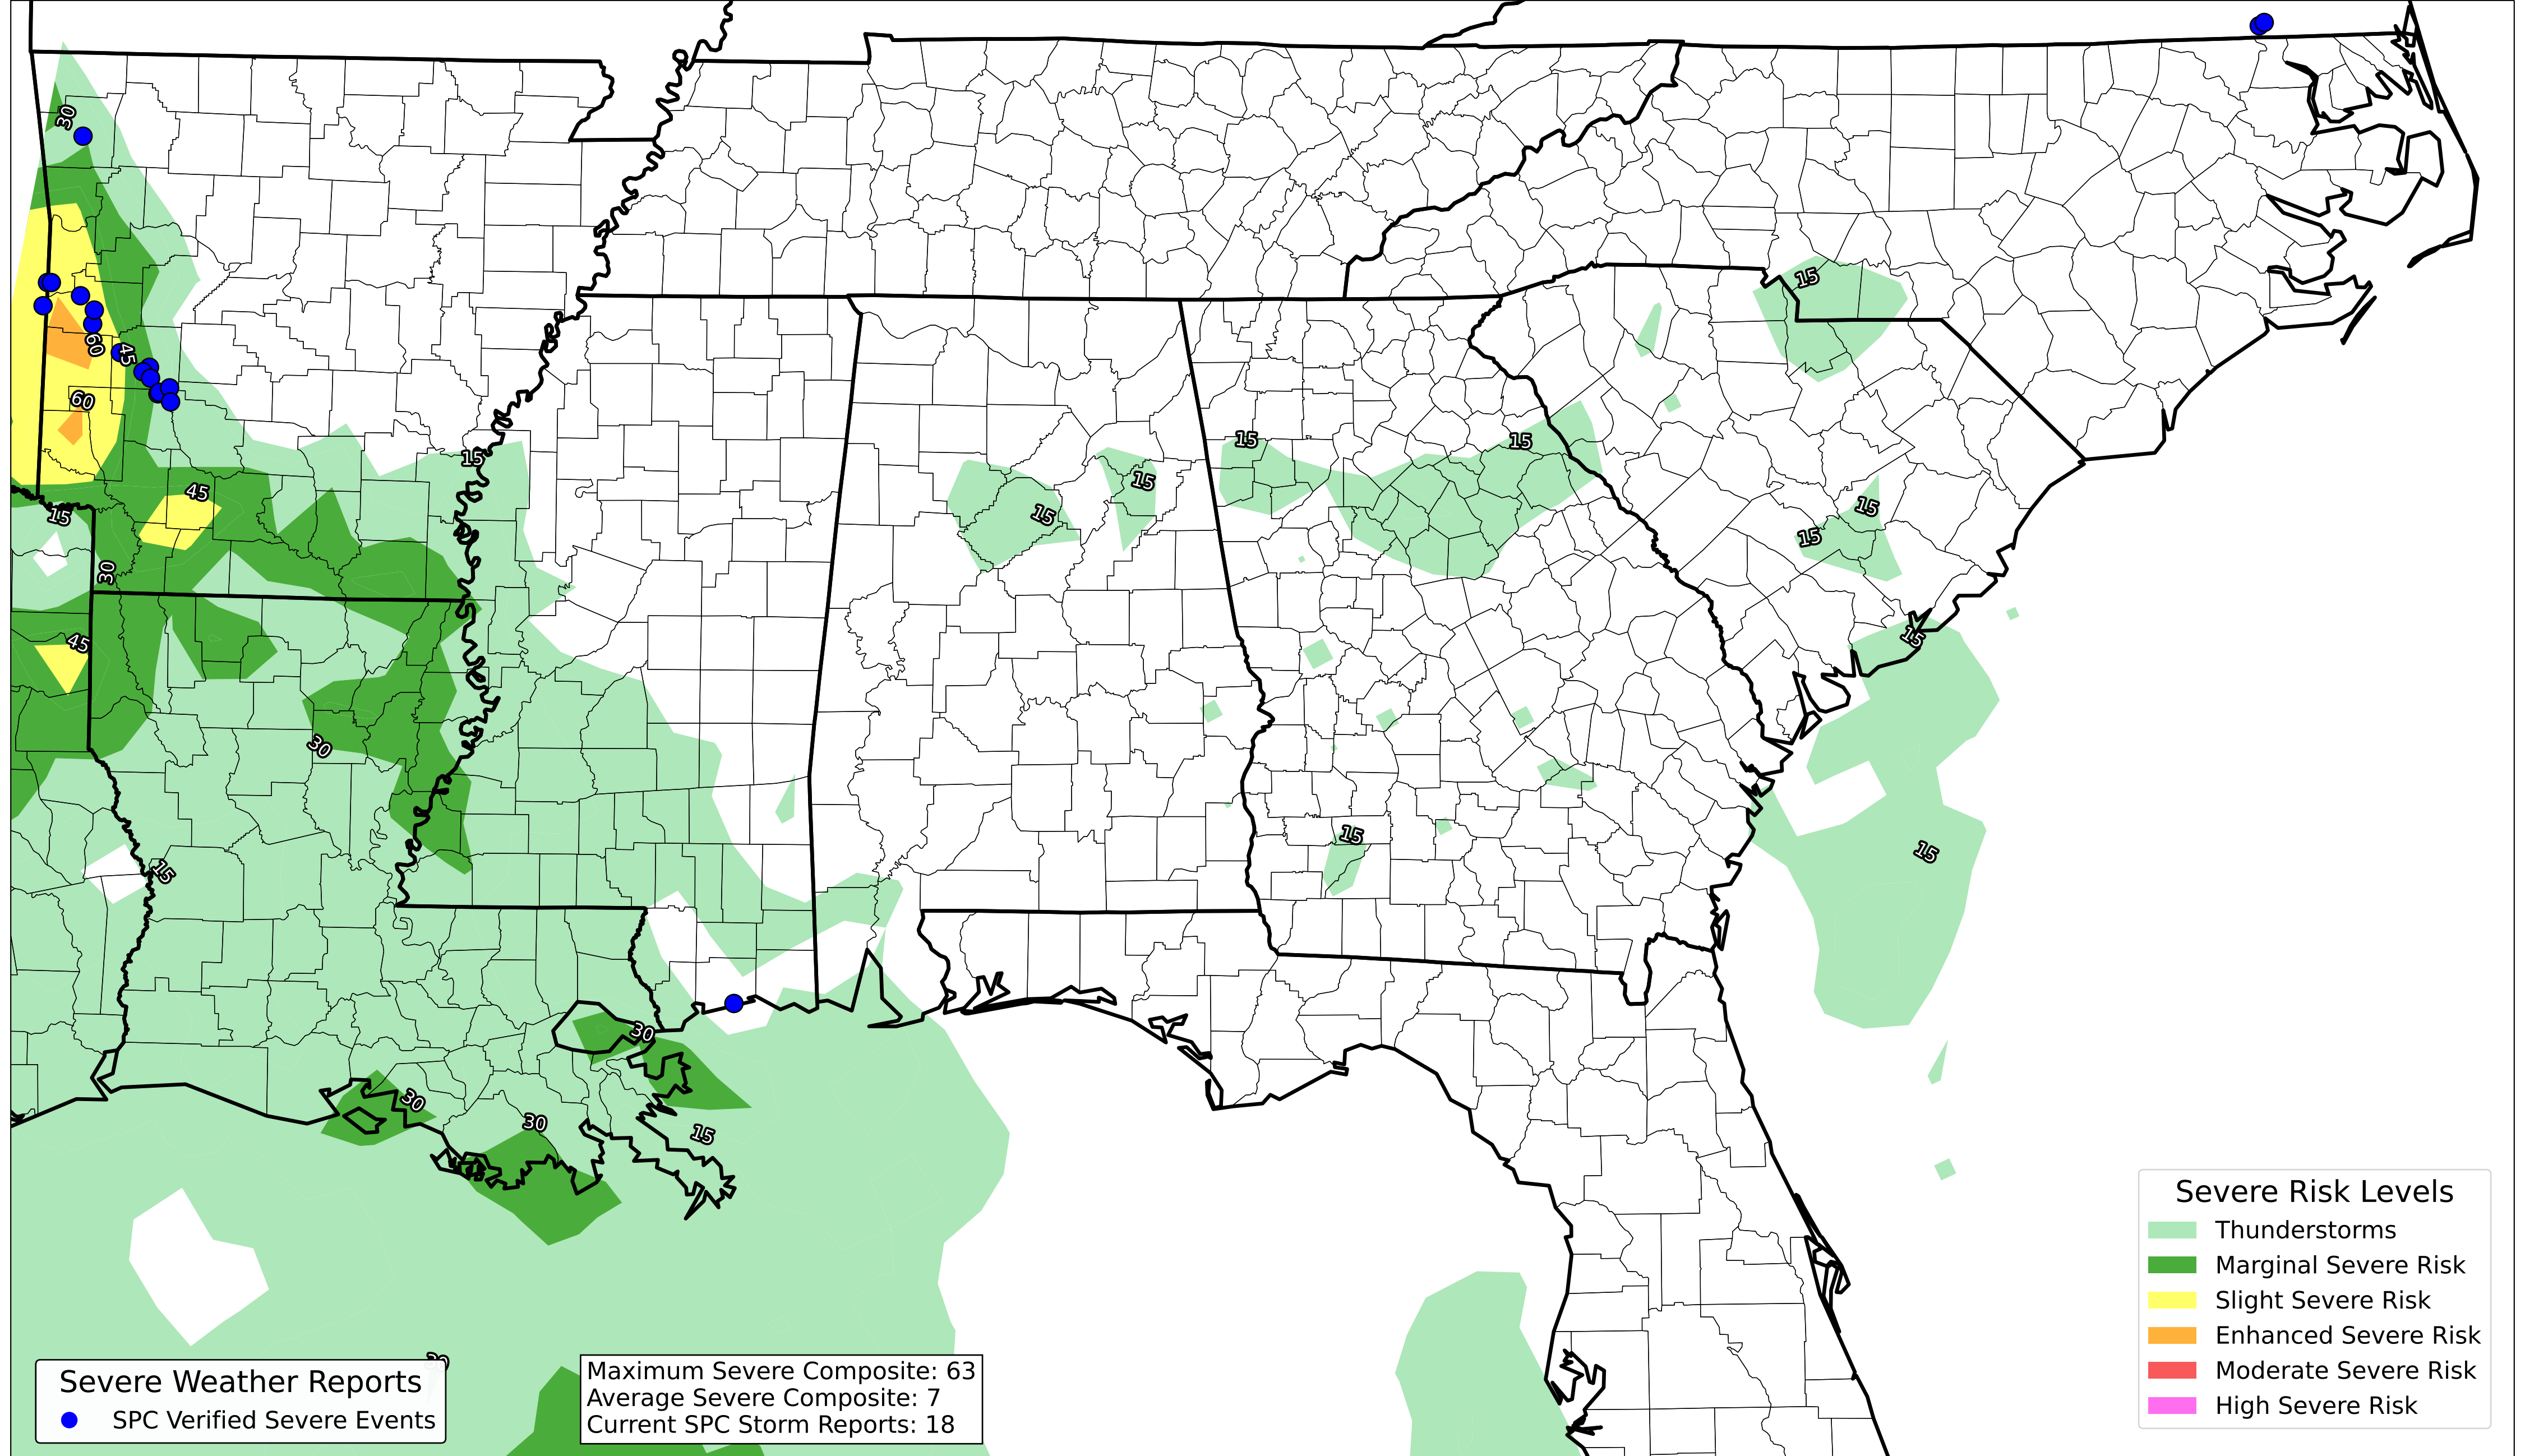 30
15
60
45
15
15
15
60
15
15
45
15
15
15
30
45
15
30
15
15
15
15
30
30
30
15
30
Severe Risk Levels
Thunderstorms
Marginal Severe Risk
Slight Severe Risk
Enhanced Severe Risk
Moderate Severe Risk
High Severe Risk
Severe Weather Reports
SPC Verified Severe Events
Maximum Severe Composite: 63
Average Severe Composite: 7
Current SPC Storm Reports: 18